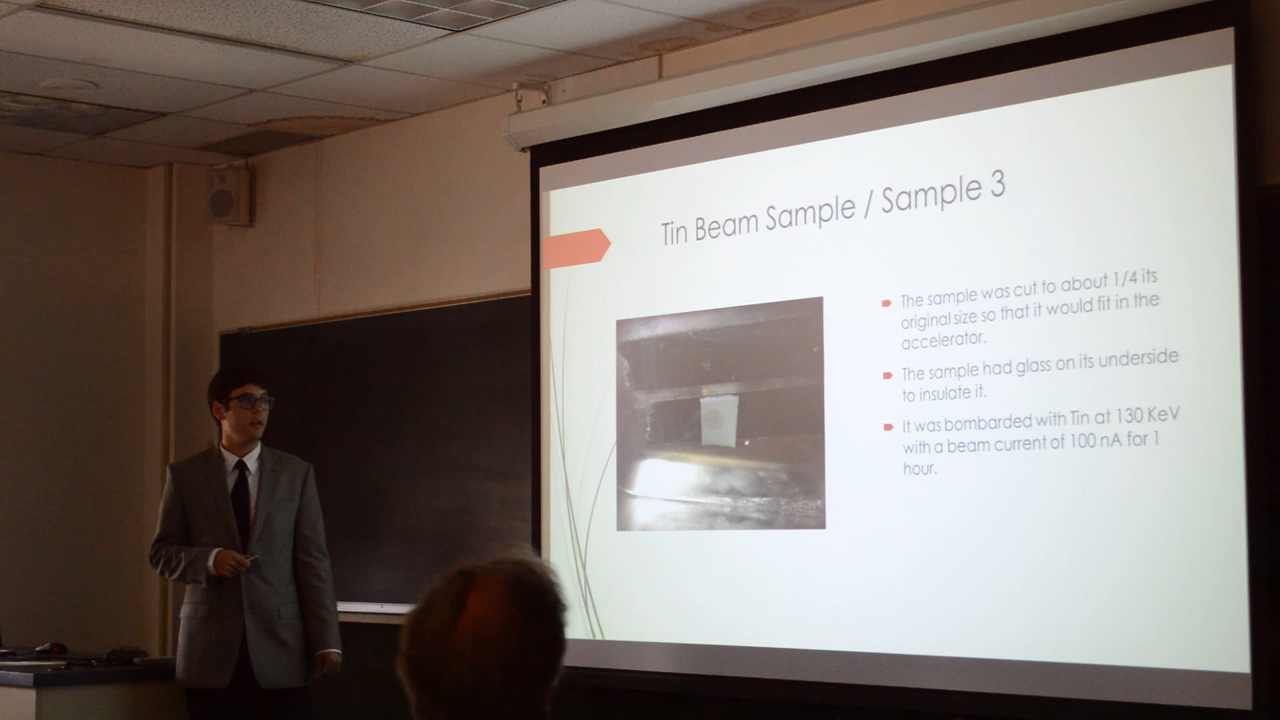 Tin Beam Sample / Sample 3
The sample was cut to about 1/4 its
original size so that it would fit in the
accelerator.
The sample had glass on its underside
to insulate it.
It was bombarded with Tin at 130 KeV
with a beam current of 100 nA for 1
hour.